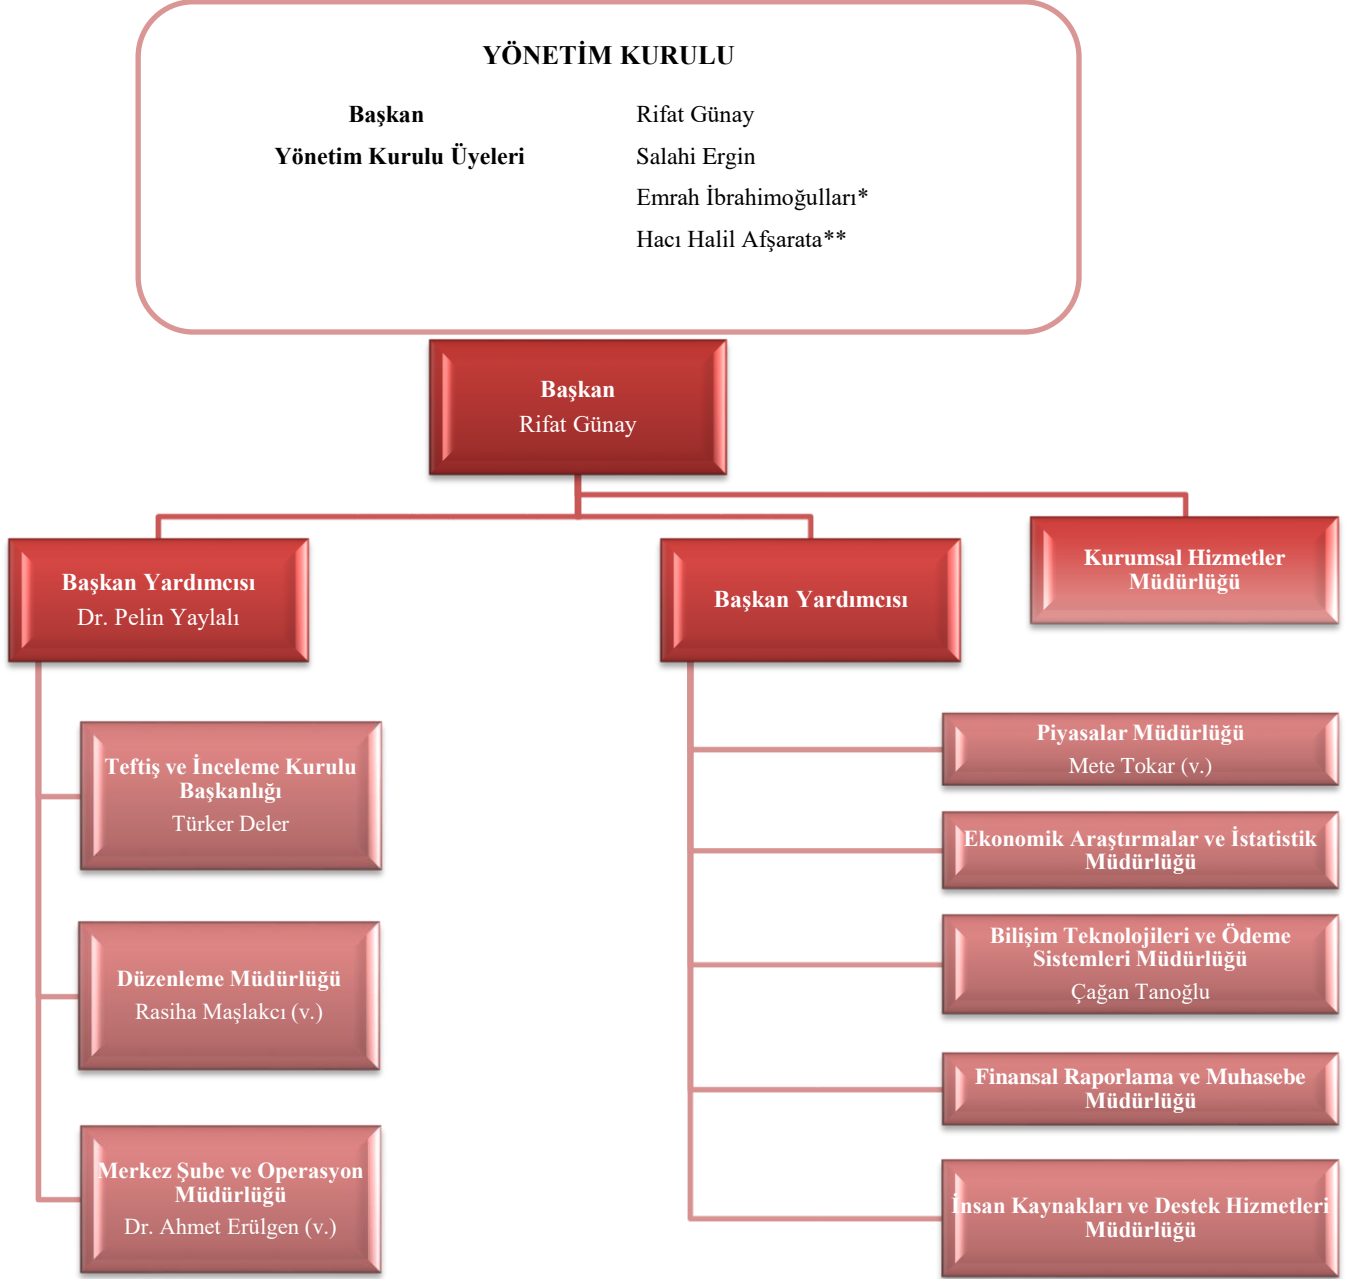 YÖNETİM KURULU
Başkan Rifat Günay
Yönetim Kurulu Üyeleri Salahi Ergin
Emrah İbrahimoğulları*
Hacı Halil Afşarata**
Başkan
Rifat Günay
Kurumsal Hizmetler
Müdürlüğü
Başkan Yardımcısı
Dr. Pelin Yaylalı
Başkan Yardımcısı
Teftiş ve İnceleme Kurulu
Başkanlığı
Türker Deler
Düzenleme Müdürlüğü
Rasiha Maşlakcı (v.)
Merkez Şube ve Operasyon
Müdürlüğü
Dr. Ahmet Erülgen (v.)
Piyasalar Müdürlüğü
Mete Tokar (v.)
Ekonomik Araştırmalar ve İstatistik
Müdürlüğü
Bilişim Teknolojileri ve Ödeme
Sistemleri Müdürlüğü
Çağan Tanoğlu
Finansal Raporlama ve Muhasebe
Müdürlüğü
İnsan Kaynakları ve Destek Hizmetleri
Müdürlüğü